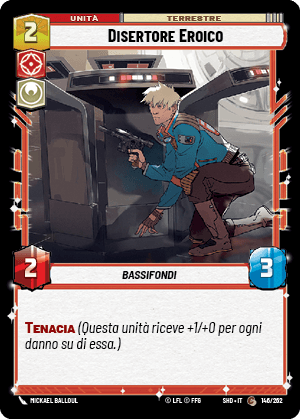 2
UNITÀ
TERRESTRE
Disertore Eroico
2
BASSIFONDI
3
Tenacia (Questa unità riceve +1/+0 per ogni
danno su di essa.)
MICKAEL BALLOUL
© LFL © FFG
SHD • IT
146/262